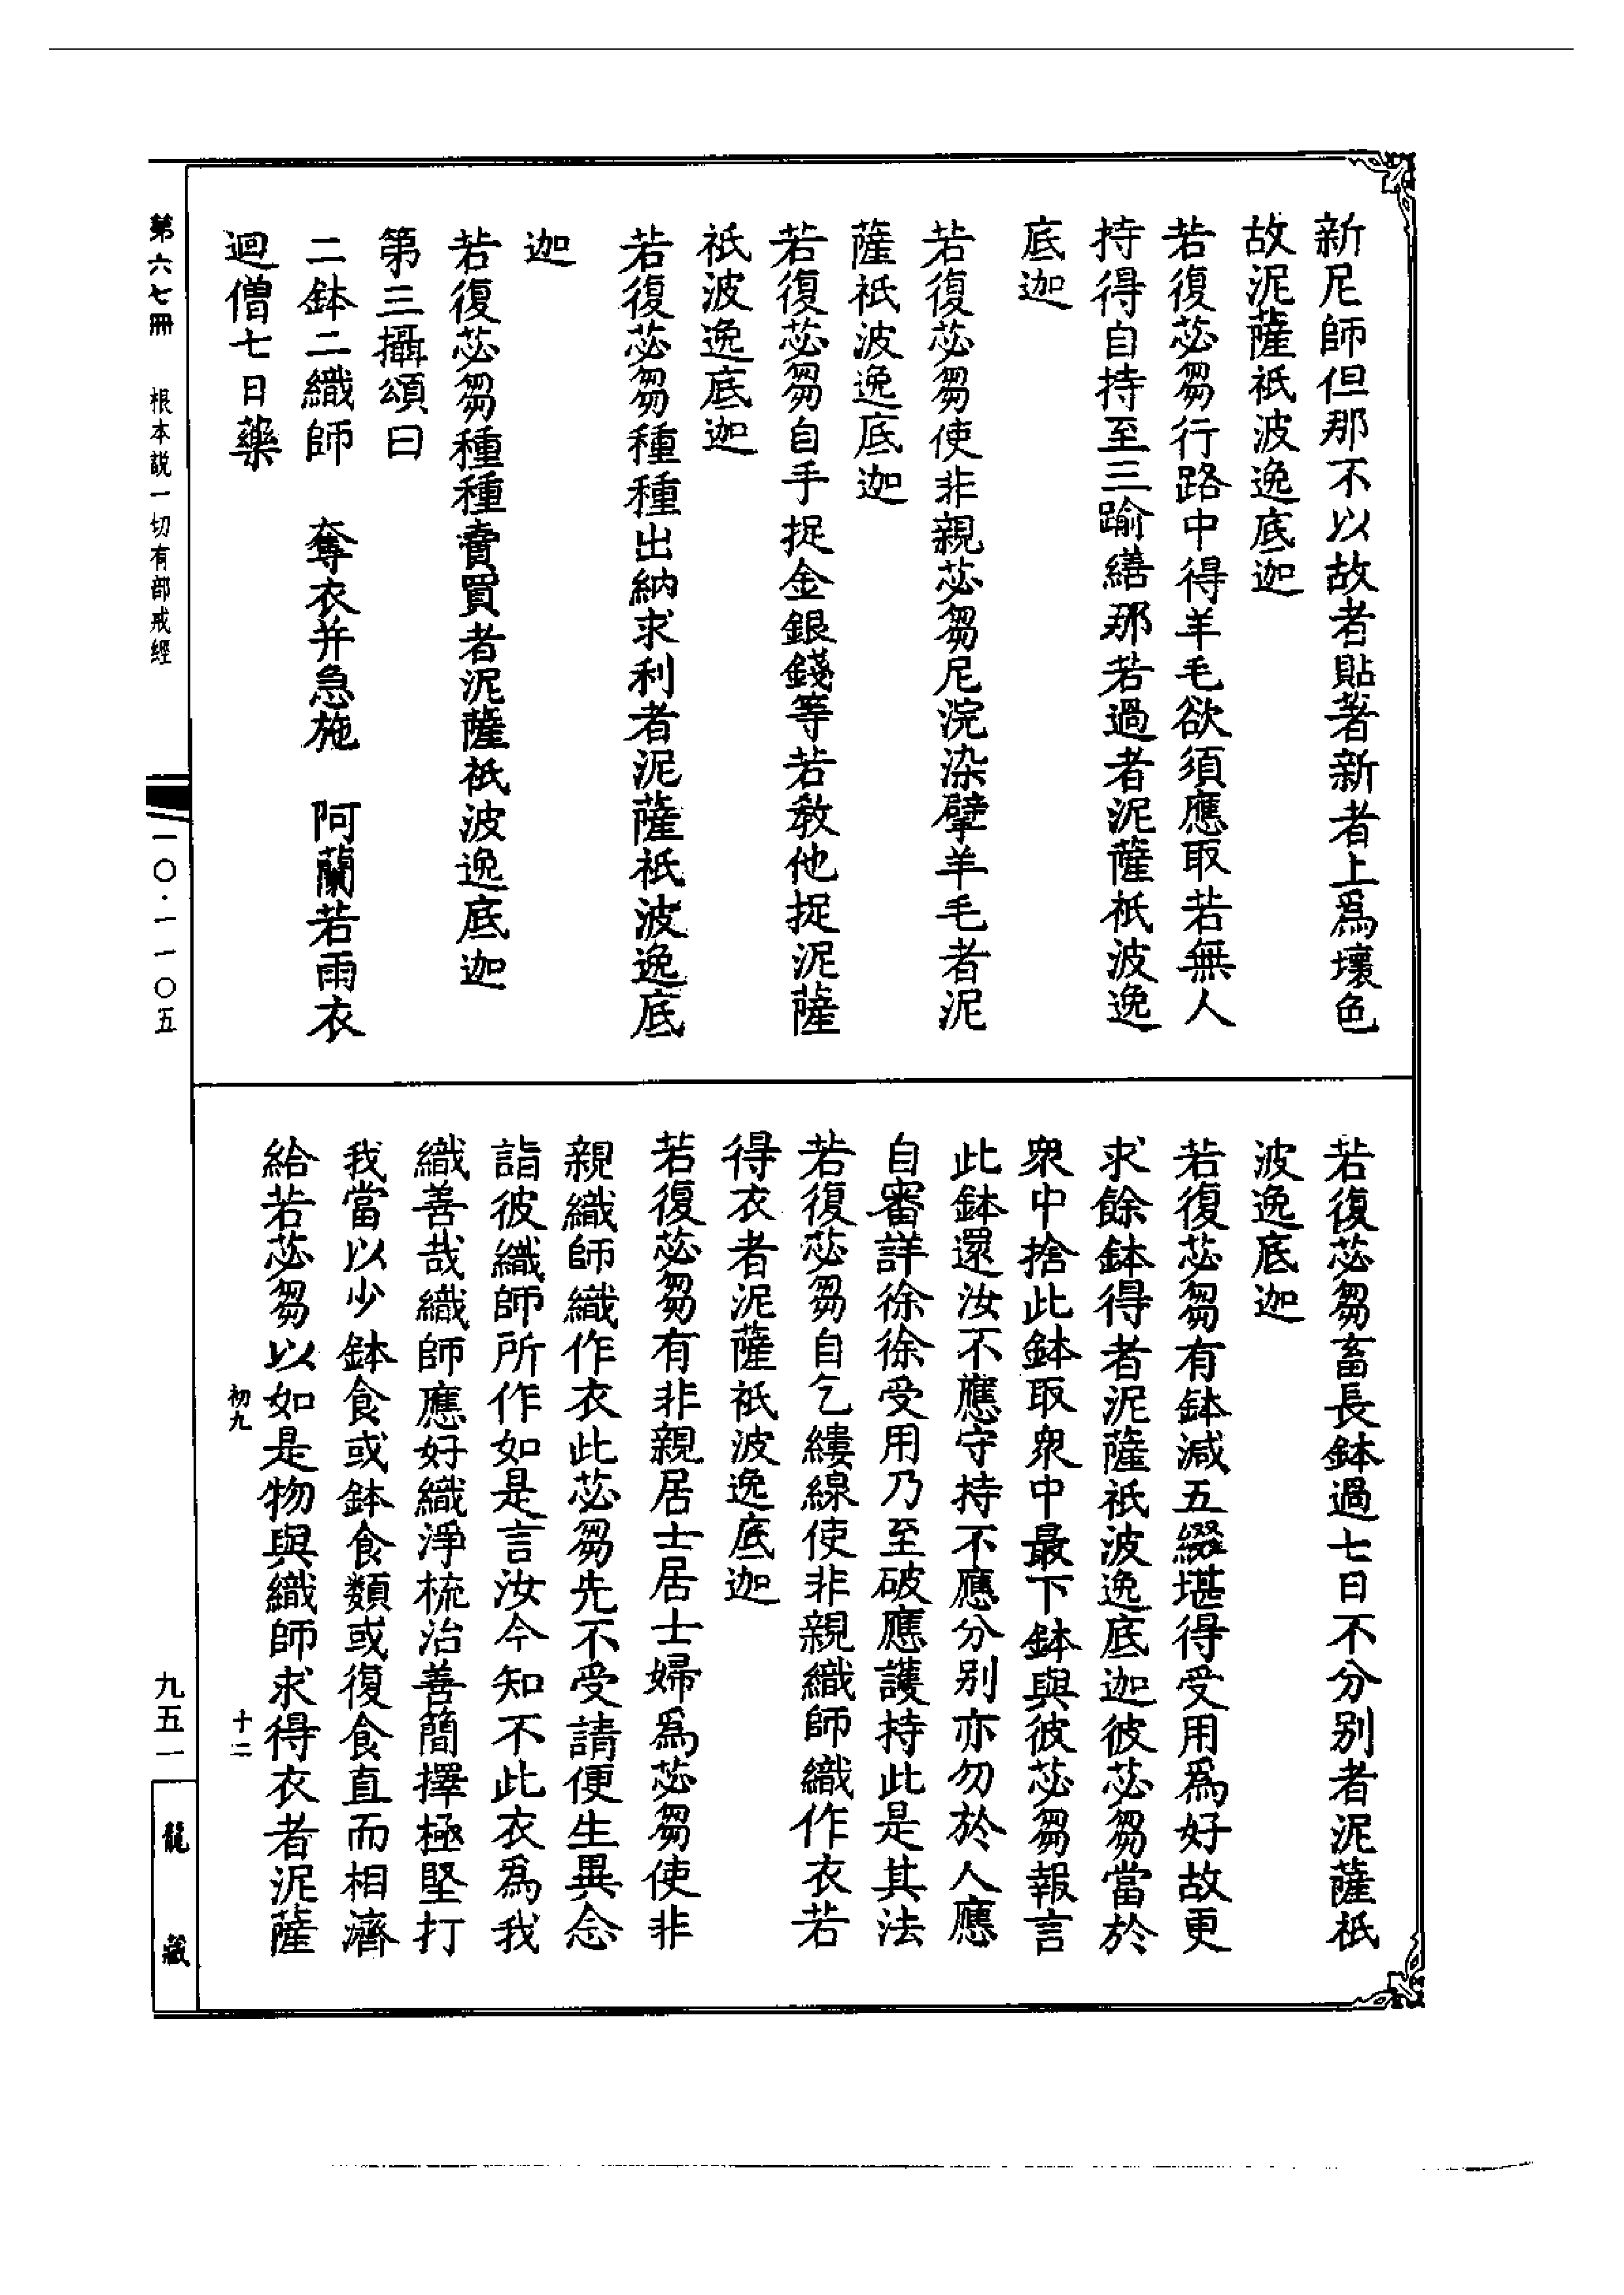 新尼師但那不以故者貼著新者上爲壞色
故泥薩祇波逸底迦
若復苾芻行路中得羊毛欲須應取若無人
持得自持至三踰繕那若過者泥薩祇波逸
底迦
若復苾芻使非親苾芻尼浣染擘羊毛者泥
薩祇波逸底迦
若復苾芻自手捉金銀錢等若教他捉泥薩
祇波逸底迦
若復苾芻種種出納求利者泥薩祇波逸底
迦
若復苾芻種種賣買者泥薩祇波逸底迦
第三攝頌曰
二鉢二織師　奪衣并急施　阿蘭若雨衣
迴僧七日藥
若復苾芻畜長鉢過七日不分別者泥薩祇
波逸底迦
若復苾芻有鉢減五綴堪得受用爲好故更
求餘鉢得者泥薩祇波逸底迦彼苾芻當於
衆中捨此鉢取衆中最下鉢與彼苾芻報言
此鉢還汝不應守持不應分別亦勿於人應
自審詳徐徐受用乃至破應護持此是其法
若復苾芻自乞縷線使非親織師織作衣若
得衣者泥薩祇波逸底迦
若復苾芻有非親居士居士婦爲苾芻使非
親織師織作衣此苾芻先不受請便生異念
詣彼織師所作如是言汝今知不此衣爲我
織善哉織師應好織淨梳治善簡擇極堅打
我當以少鉢食或鉢食類或復食直而相濟
給若苾芻以如是物與織師求得衣者泥薩
初九
十二
第六七冊　根本説一切有部戒經
一〇·一一〇五
九五一
龍藏